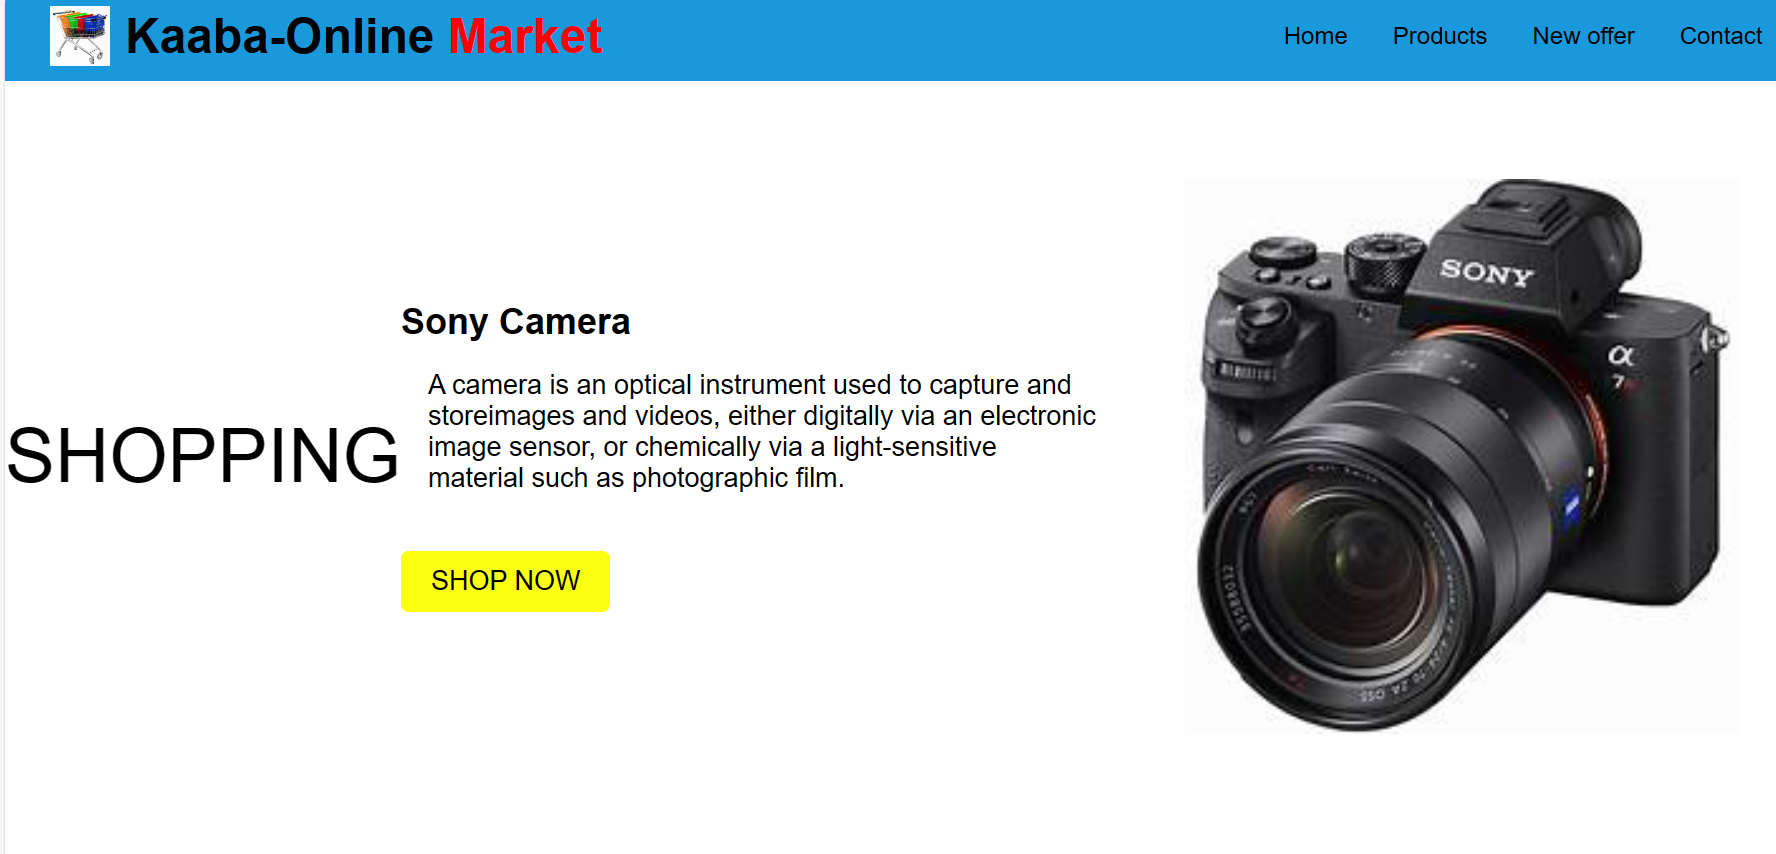 Kaaba-Online Market
Home Products New offer Contact
Sony Camera
A camera is an optical instrument used to capture and
storeimages and videos, either digitally via an electronic
image sensor, or chemically via a light-sensitive
material such as photographic film.
SHOPPING
SHOP NOW
SONY
α
7R